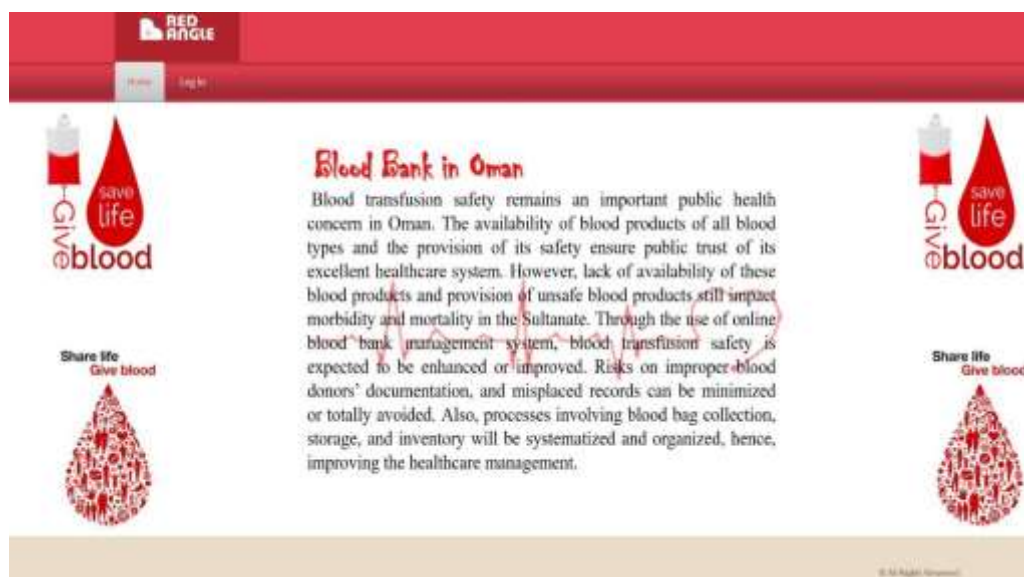 RED
ANGLE
Home
Log In
save
life
Give
blood
save
life
Give
blood
Blood Bank in Oman
Blood transfusion safety remains an important public health
concern in Oman. The availability of blood products of all blood
types and the provision of its safety ensure public trust of its
excellent healthcare system. However, lack of availability of these
blood products and provision of unsafe blood products still impact
morbidity and mortality in the Sultanate. Through the use of online
blood bank management system, blood transfusion safety is
expected to be enhanced or improved. Risks on improper blood
donors' documentation, and misplaced records can be minimized
or totally avoided. Also, processes involving blood bag collection,
storage, and inventory will be systematized and organized, hence,
improving the healthcare management.
Share life
Give blood
Share life
Give blood
© All Rights Reserved